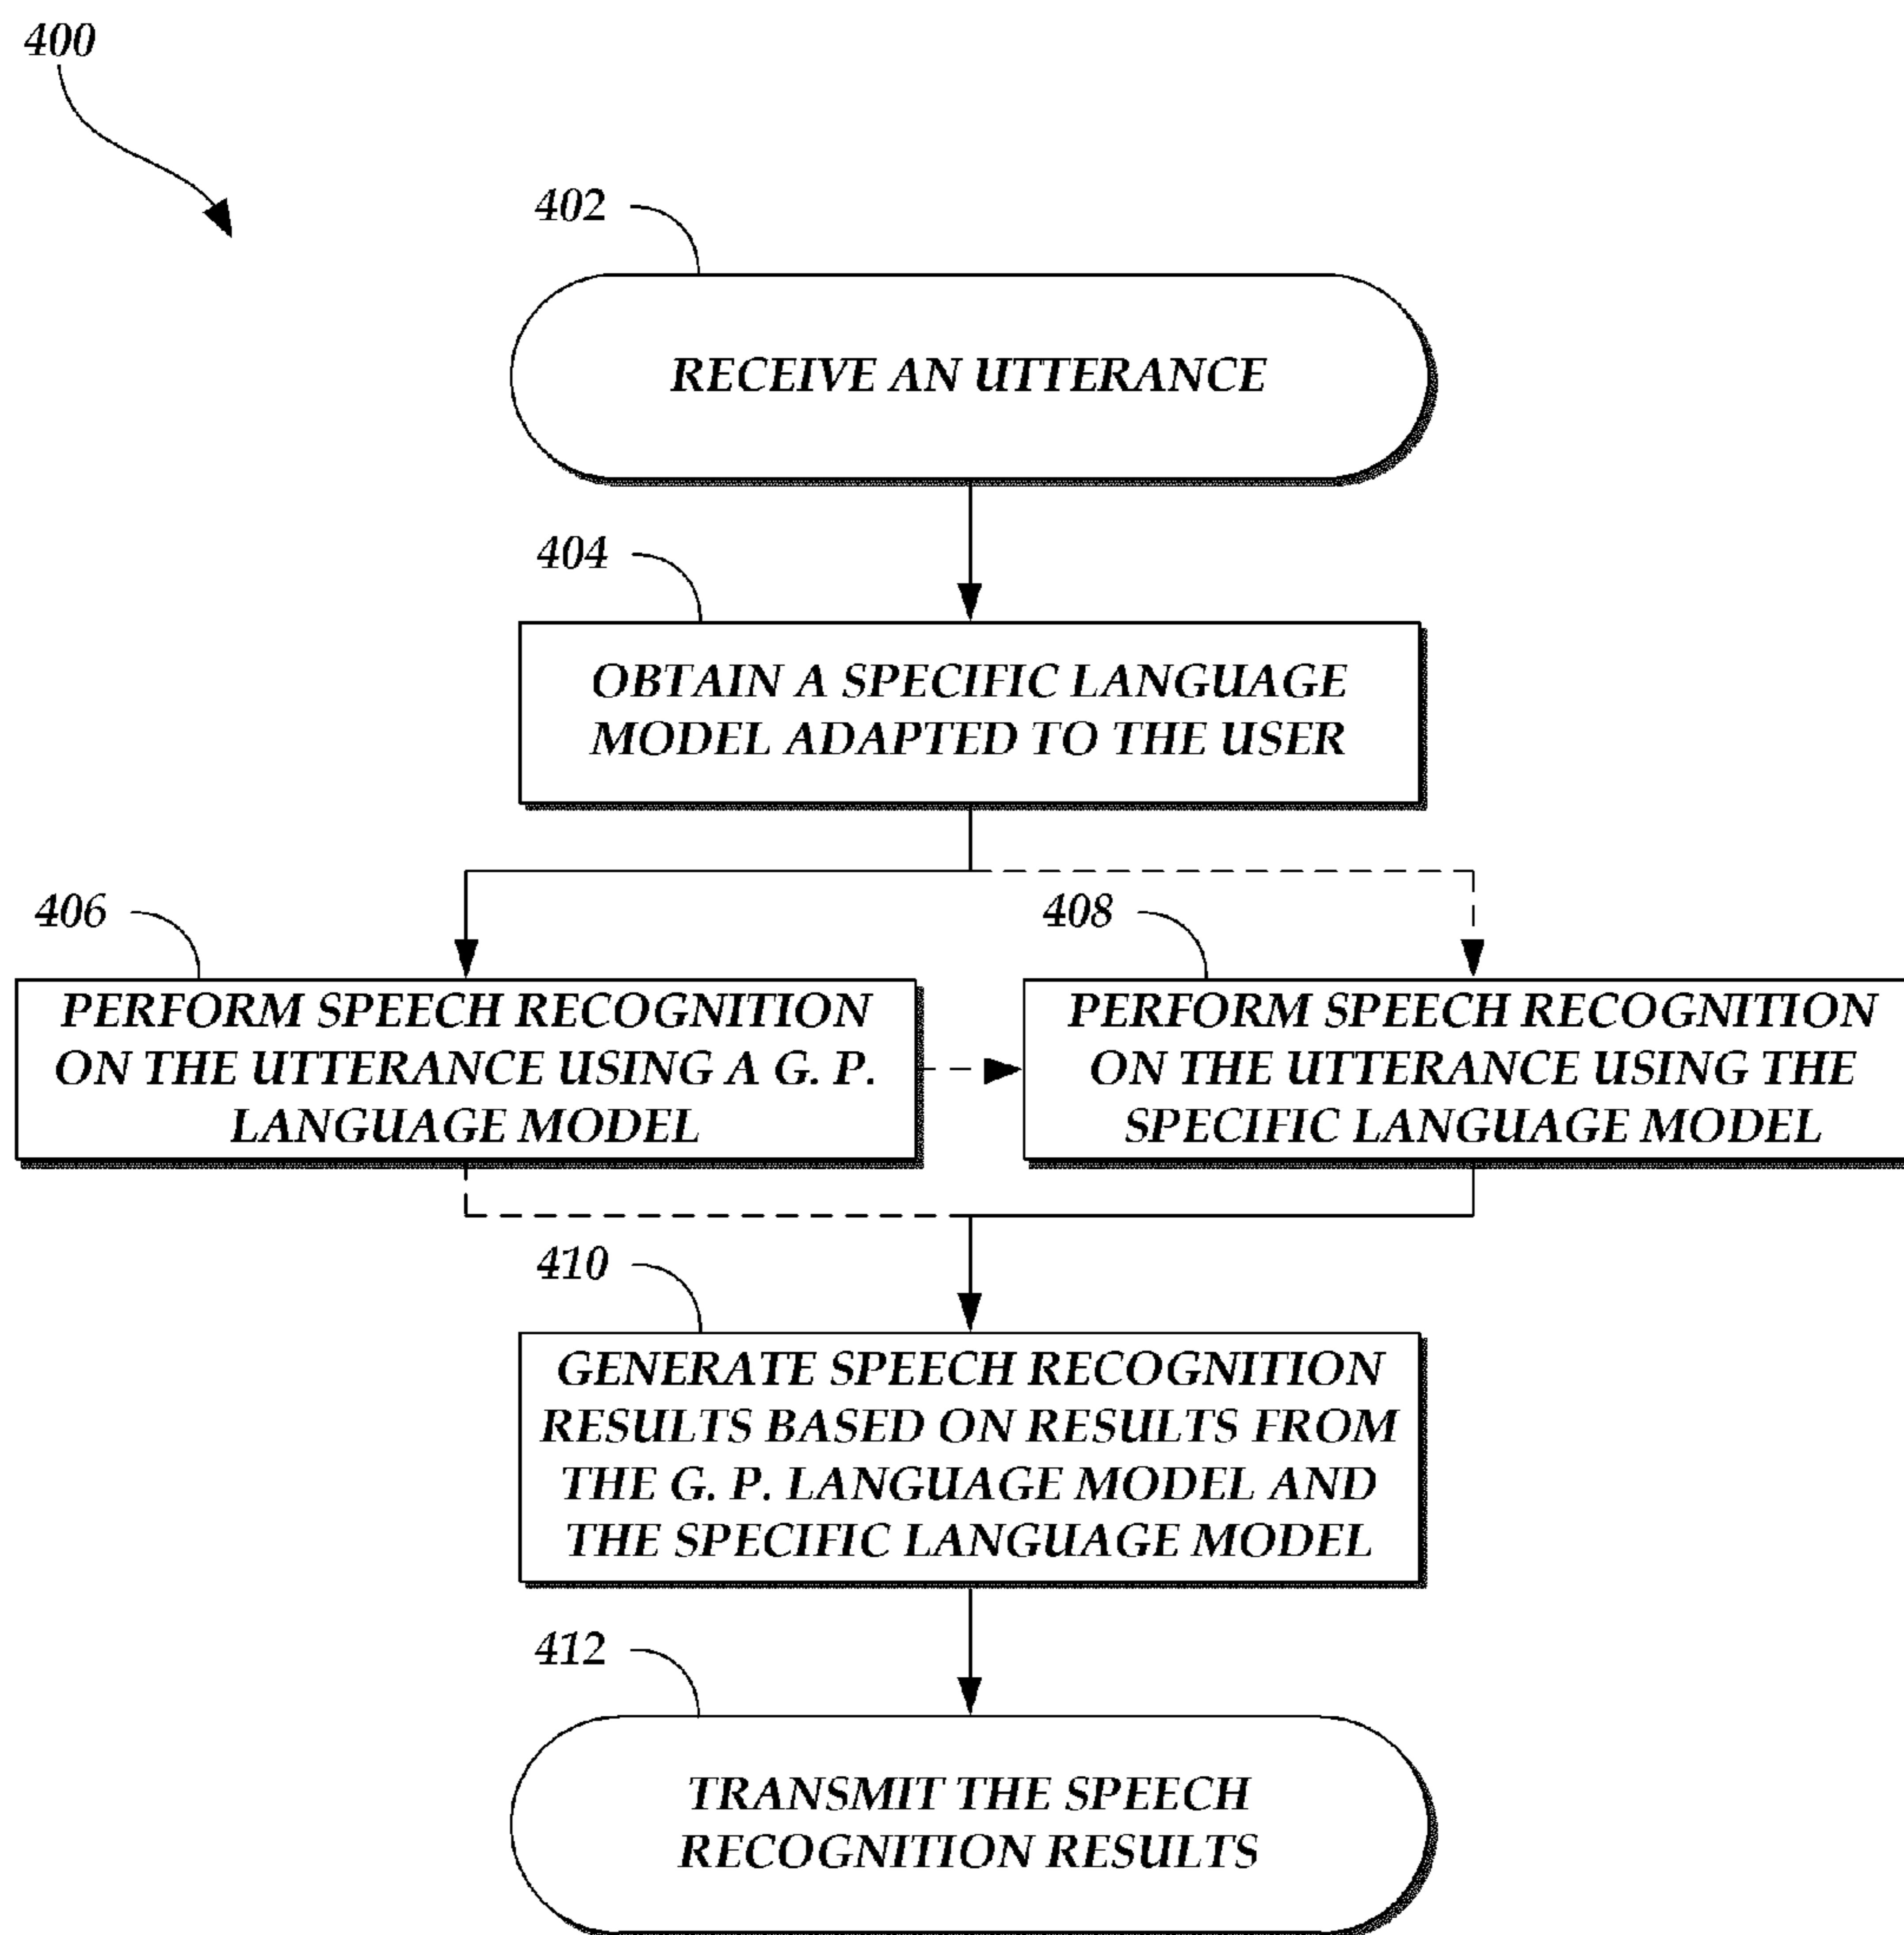 400
402
RECEIVE AN UTTERANCE
404
OBTAIN A SPECIFIC LANGUAGE
MODEL ADAPTED TO THE USER
406
PERFORM SPEECH RECOGNITION
ON THE UTTERANCE USING A G. P.
LANGUAGE MODEL
408
PERFORM SPEECH RECOGNITION
ON THE UTTERANCE USING THE
SPECIFIC LANGUAGE MODEL
410
GENERATE SPEECH RECOGNITION
RESULTS BASED ON RESULTS FROM
THE G. P. LANGUAGE MODEL AND
THE SPECIFIC LANGUAGE MODEL
412
TRANSMIT THE SPEECH
RECOGNITION RESULTS